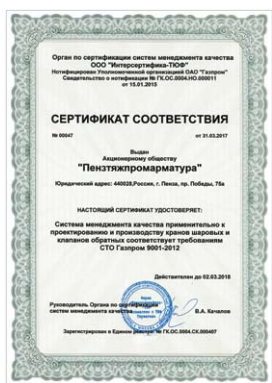 Орган по сертификации систем менеджмента качества
ООО "Интерсертифика-ТЮФ"
Нотифицирован Уполномоченной организацией ОАО "Газпром"
Свидетельство о нотификации № ГК.ОС.0004.НО.000011
от 15.01.2015
СЕРТИФИКАТ СООТВЕТСТВИЯ
№ 00047 от 31.03.2017
Выдан
Акционерному обществу
"Пензтяжпромарматура"
Юридический адрес: 440028,Россия, г. Пенза, пр. Победы, 75а
НАСТОЯЩИЙ СЕРТИФИКАТ УДОСТОВЕРЯЕТ:
Система менеджмента качества применительно к
проектированию и производству кранов шаровых и
клапанов обратных соответствует требованиям
СТО Газпром 9001-2012
Действителен до 02.03.2018
Руководитель Органа по сертификации
систем менеджмента качества В.А. Качалов
Зарегистрирован в Едином реестре: № ГК.ОС.0004.СК.000407